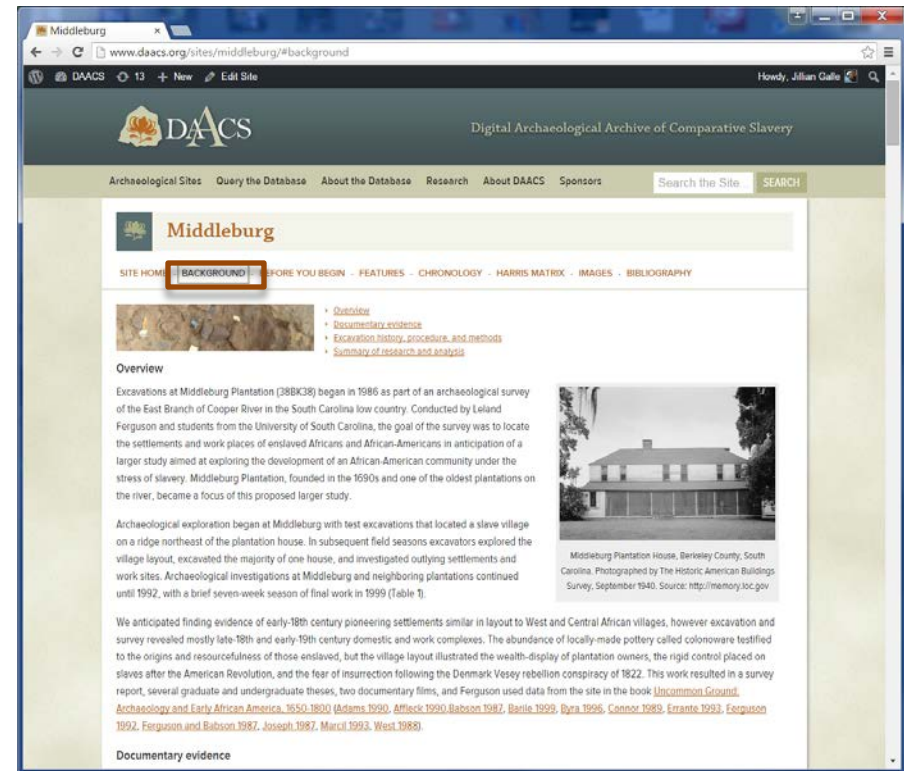 Middleburg
www.daacs.org/sites/middleburg/#background
DAACS 13 + New Edit Site Howdy, Jillian Galle
DAACS Digital Archaeological Archive of Comparative Slavery
Archaeological Sites Query the Database About the Database Research About DAACS Sponsors Search the Site... SEARCH
Middleburg
SITE HOME - BACKGROUND - BEFORE YOU BEGIN - FEATURES - CHRONOLOGY - HARRIS MATRIX - IMAGES - BIBLIOGRAPHY
Overview
Documentary evidence
Excavation history, procedure, and methods
Summary of research and analysis
Overview
Excavations at Middleburg Plantation (38BK38) began in 1986 as part of an archaeological survey
of the East Branch of Cooper River in the South Carolina low country. Conducted by Leland
Ferguson and students from the University of South Carolina, the goal of the survey was to locate
the settlements and work places of enslaved Africans and African-Americans in anticipation of a
larger study aimed at exploring the development of an African-American community under the
stress of slavery. Middleburg Plantation, founded in the 1690s and one of the oldest plantations on
the river, became a focus of this proposed larger study.
Archaeological exploration began at Middleburg with test excavations that located a slave village
on a ridge northeast of the plantation house. In subsequent field seasons excavators explored the
village layout, excavated the majority of one house, and investigated outlying settlements and
work sites. Archaeological investigations at Middleburg and neighboring plantations continued
until 1992, with a brief seven-week season of final work in 1999 (Table 1).
Middleburg Plantation House, Berkeley County, South
Carolina. Photographed by The Historic American Buildings
Survey, September 1940. Source: http://memory.loc.gov
We anticipated finding evidence of early-18th century pioneering settlements similar in layout to West and Central African villages, however excavation and
survey revealed mostly late-18th and early-19th century domestic and work complexes. The abundance of locally-made pottery called colonoware testified
to the origins and resourcefulness of those enslaved, but the village layout illustrated the wealth-display of plantation owners, the rigid control placed on
slaves after the American Revolution, and the fear of insurrection following the Denmark Vesey rebellion conspiracy of 1822. This work resulted in a survey
report, several graduate and undergraduate theses, two documentary films, and Ferguson used data from the site in the book Uncommon Ground:
Archaeology and Early African America, 1650-1800 (Adams 1990, Affleck 1990,Babson 1987, Barile 1999, Byra 1996, Connor 1989, Errante 1993, Ferguson
1992, Ferguson and Babson 1987, Joseph 1987, Marcil 1993, West 1988).
Documentary evidence